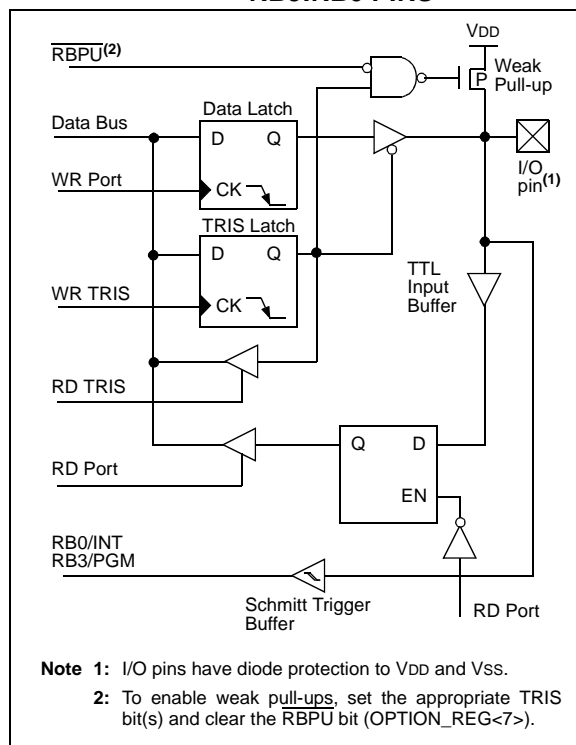 VDD
RBPU(2)
Weak
Pull-up
P
Data Latch
Data Bus
D Q
I/O
pin(1)
WR Port
CK
TRIS Latch
D Q
TTL
Input
Buffer
WR TRIS
CK
RD TRIS
Q D
RD Port
EN
RB0/INT
RB3/PGM
Schmitt Trigger
Buffer
RD Port
Note 1: I/O pins have diode protection to VDD and VSS.
2: To enable weak pull-ups, set the appropriate TRIS
bit(s) and clear the RBPU bit (OPTION_REG<7>).